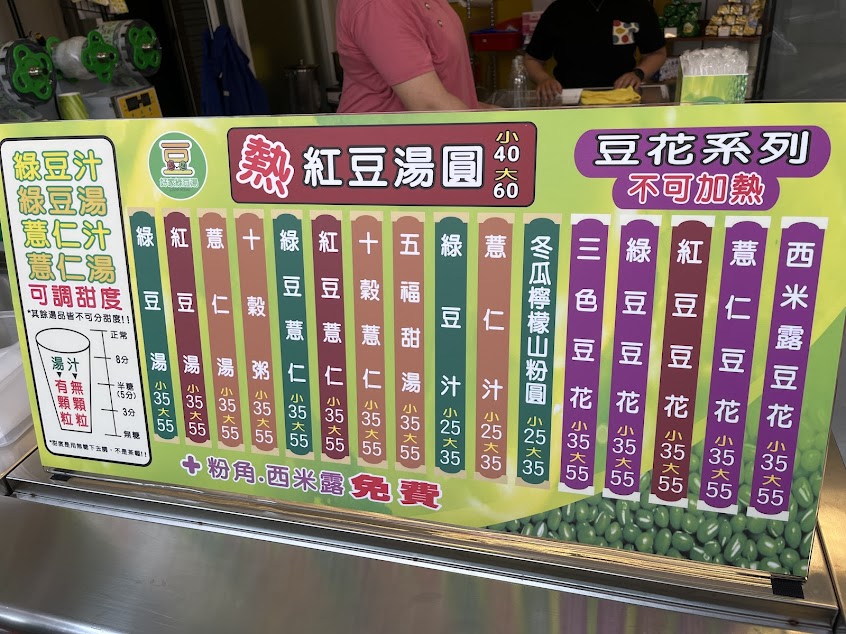 綠豆汁
綠豆湯
薏仁汁
薏仁湯
可調甜度
*其餘湯品皆不可分甜度!!
正常
8分
半糖
(5分)
3分
無糖
湯 汁
有顆粒
無顆粒
豆
熱 紅豆湯圓 小40 大60
豆花系列
不可加熱
綠豆湯 小35大55
紅豆湯 小35大55
薏仁湯 小35大55
十穀粥 小35大55
綠豆薏仁 小35大55
紅豆薏仁 小35大55
十穀薏仁 小35大55
五福甜湯 小35大55
綠豆汁 小25大35
薏仁汁 小25大35
冬瓜檸檬山粉圓 小25大35
三色豆花 小35大55
綠豆豆花 小35大55
紅豆豆花 小35大55
薏仁豆花 小35大55
西米露豆花 小35大55
+粉角.西米露免費